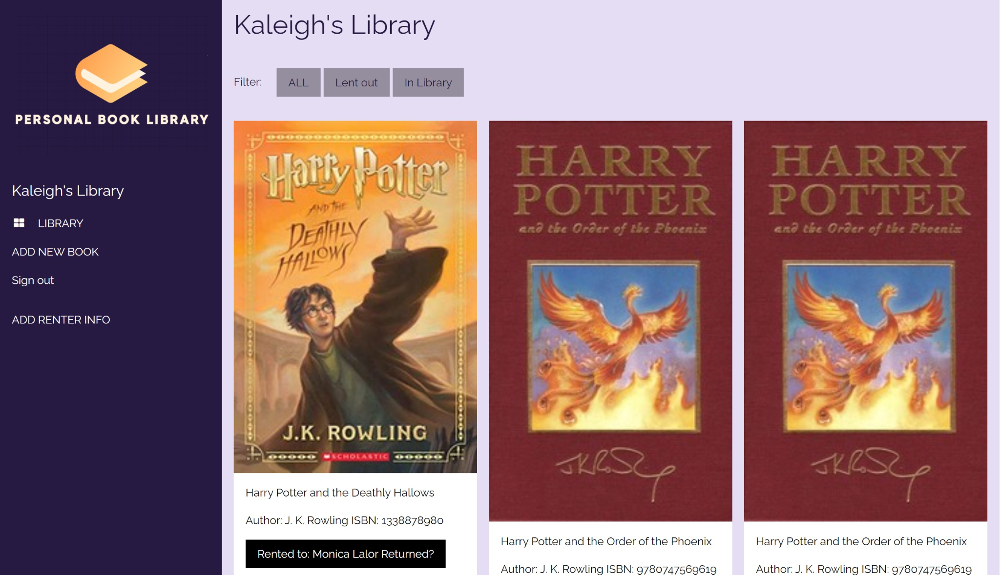 PERSONAL BOOK LIBRARY
Kaleigh's Library
LIBRARY
ADD NEW BOOK
Sign out
ADD RENTER INFO
Kaleigh's Library
Filter:
ALL
Lent out
In Library
Harry Potter
AND THE
DEATHLY
HALLOWS
J.K. ROWLING
SCHOLASTIC
Harry Potter and the Deathly Hallows
Author: J. K. Rowling ISBN: 1338878980
Rented to: Monica Lalor Returned?
HARRY
POTTER
and the Order of the Phoenix
Harry Potter and the Order of the Phoenix
Author: J. K. Rowling ISBN: 9780747569619
HARRY
POTTER
and the Order of the Phoenix
Harry Potter and the Order of the Phoenix
Author: J. K. Rowling ISBN: 9780747569619